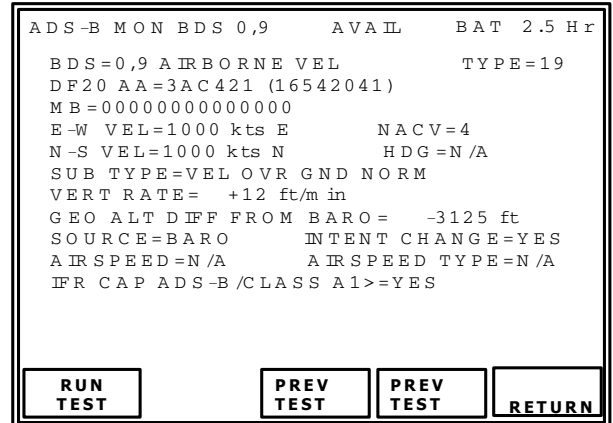 ADS-B MON BDS 0,9 AVAIL BAT 2.5 Hr
BDS=0,9 AIRBORNE VEL TYPE=19
DF20 AA=3AC421 (16542041)
MB=00000000000000
E-W VEL=1000 kts E NACV=4
N-S VEL=1000 kts N HDG=N/A
SUB TYPE=VEL OVR GND NORM
VERT RATE= +12 ft/min
GEO ALT DIFF FROM BARO= -3125 ft
SOURCE=BARO INTENT CHANGE=YES
AIRSPEED=N/A AIRSPEED TYPE=N/A
IFR CAP ADS-B/CLASS A1>=YES
RUN TEST
PREV TEST
PREV TEST
RETURN